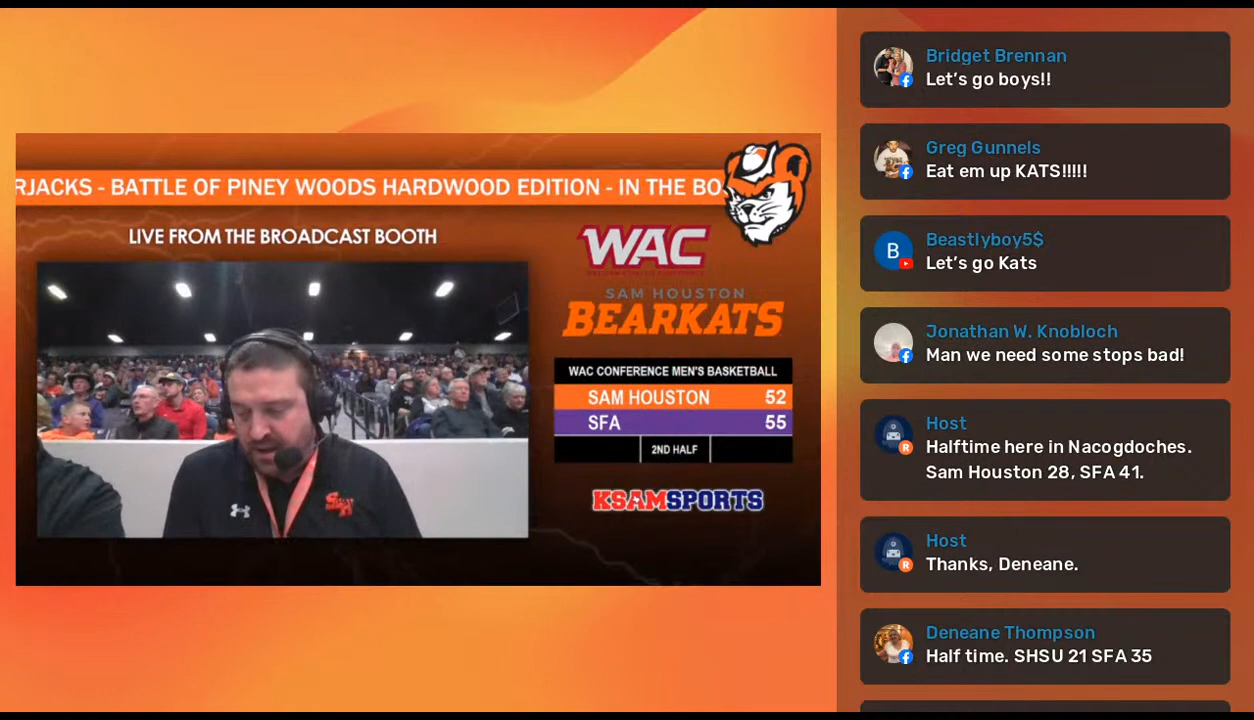 RJACKS - BATTLE OF PINEY WOODS HARDWOOD EDITION - IN THE BO
LIVE FROM THE BROADCAST BOOTH
WAC
SAM HOUSTON
BEARKATS
WAC CONFERENCE MEN'S BASKETBALL
SAM HOUSTON 52
SFA 55
2ND HALF
KSAMSPORTS
Bridget Brennan
Let's go boys!!
Greg Gunnels
Eat em up KATS!!!!!
B
Beastlyboy5$
Let's go Kats
Jonathan W. Knobloch
Man we need some stops bad!
Host
Halftime here in Nacogdoches.
Sam Houston 28, SFA 41.
Host
Thanks, Deneane.
Deneane Thompson
Half time. SHSU 21 SFA 35